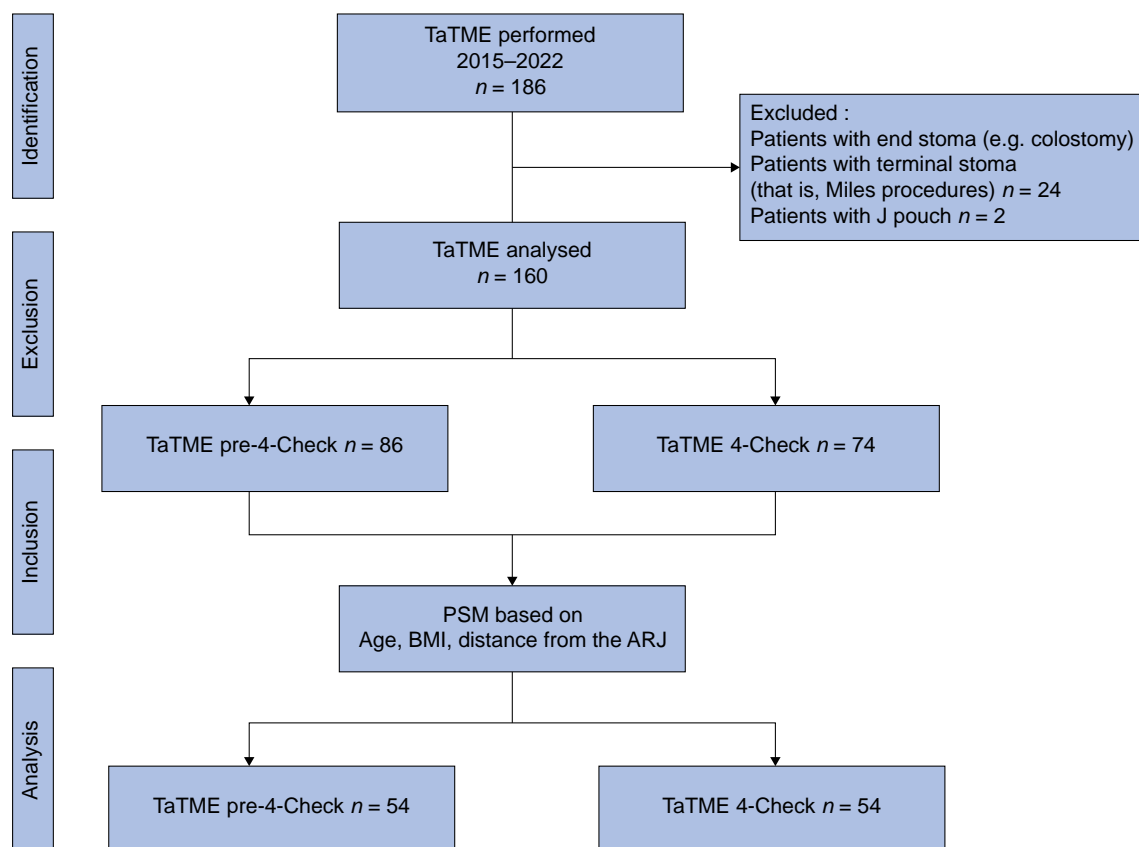 Identification
TaTME performed
2015–2022
n = 186
Excluded :
Patients with end stoma (e.g. colostomy)
Patients with terminal stoma
(that is, Miles procedures) n = 24
Patients with J pouch n = 2
Exclusion
TaTME analysed
n = 160
TaTME pre-4-Check n = 86
TaTME 4-Check n = 74
Inclusion
PSM based on
Age, BMI, distance from the ARJ
Analysis
TaTME pre-4-Check n = 54
TaTME 4-Check n = 54